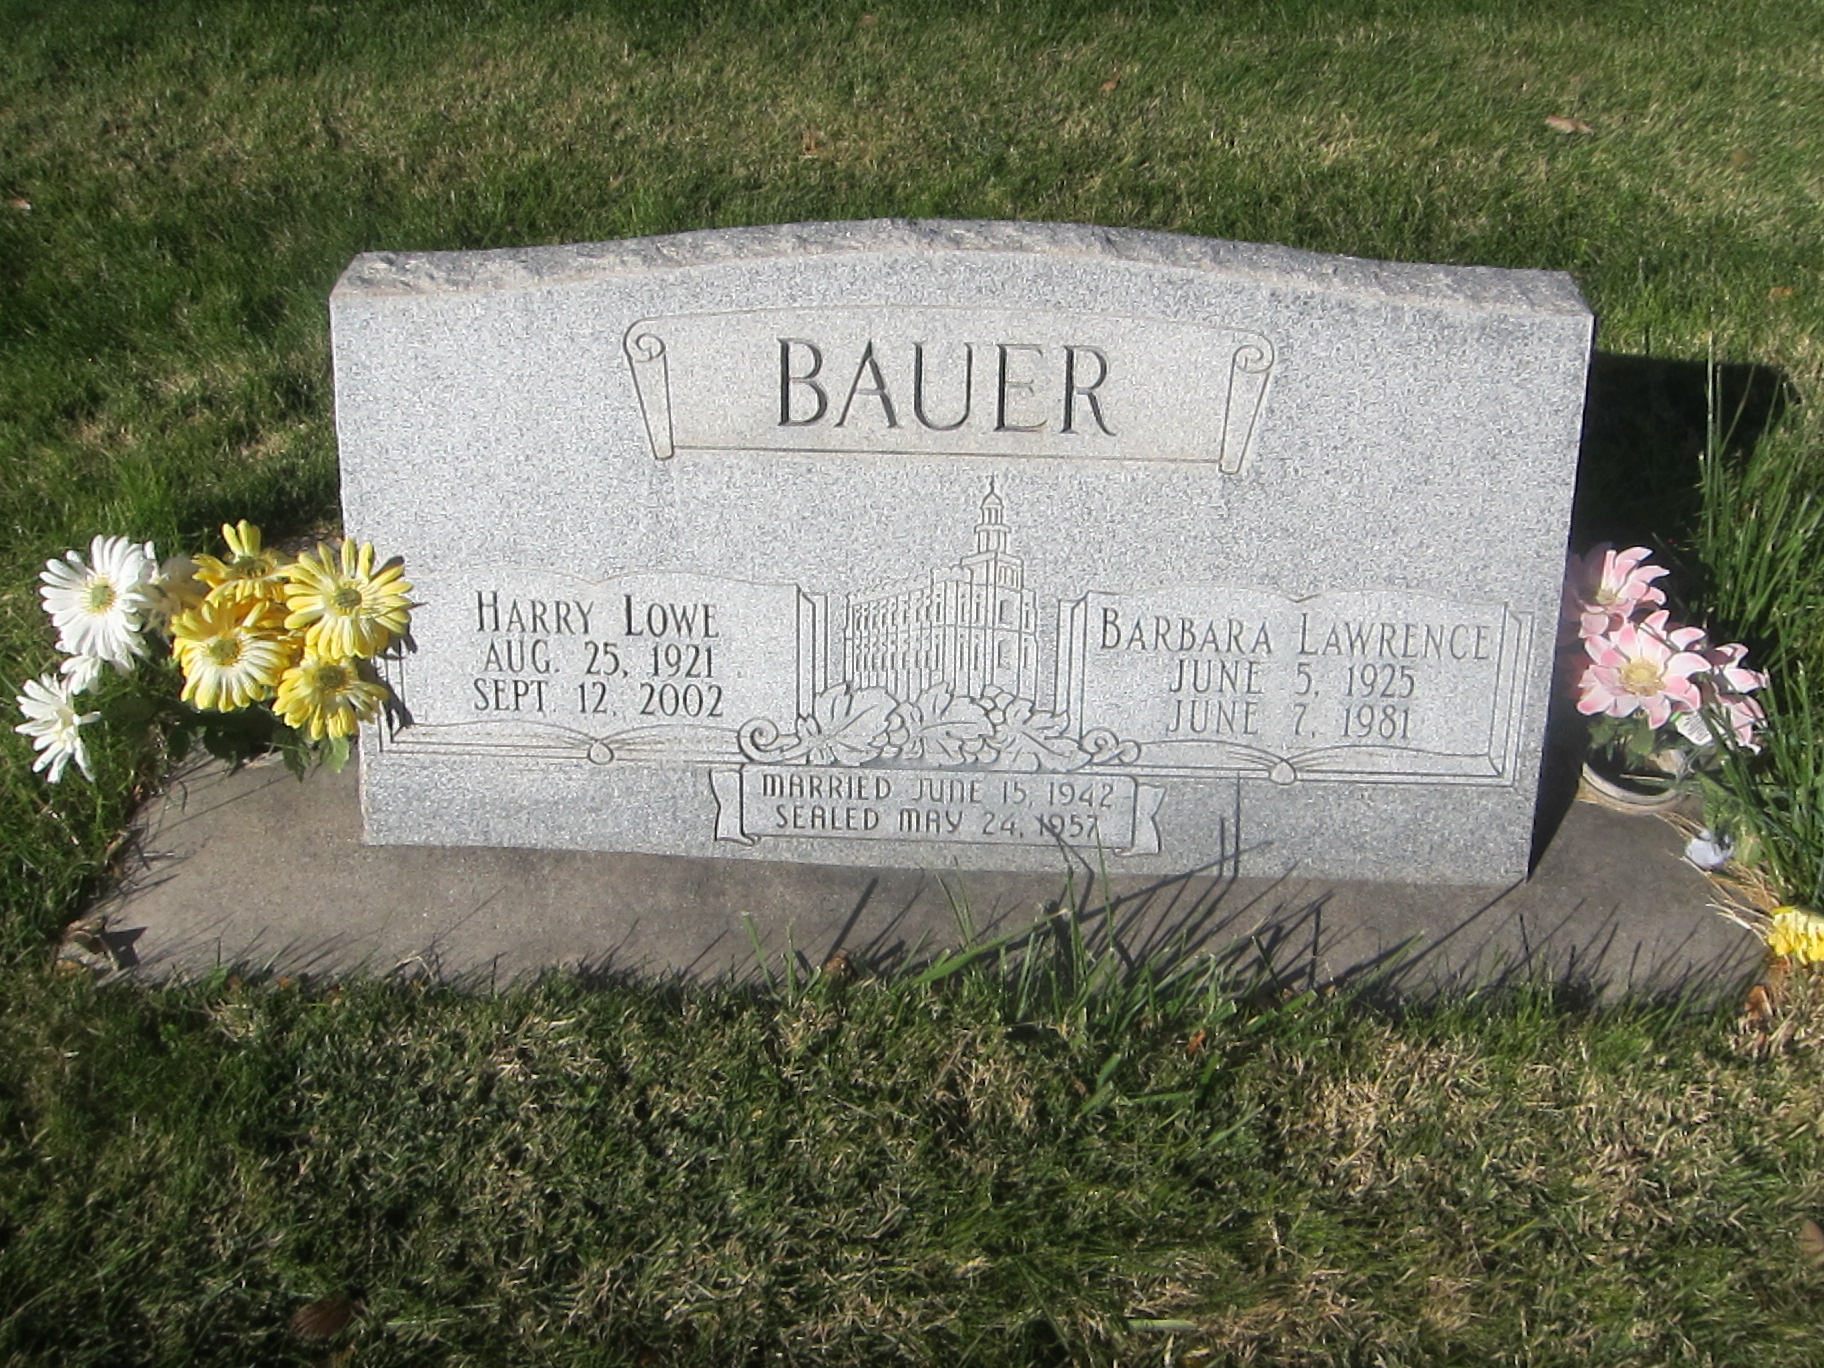 BAUER
HARRY LOWE
AUG. 25, 1921
SEPT. 12, 2002
BARBARA LAWRENCE
JUNE 5, 1925
JUNE 7, 1981
MARRIED JUNE 15, 1942
SEALED MAY 24, 1957